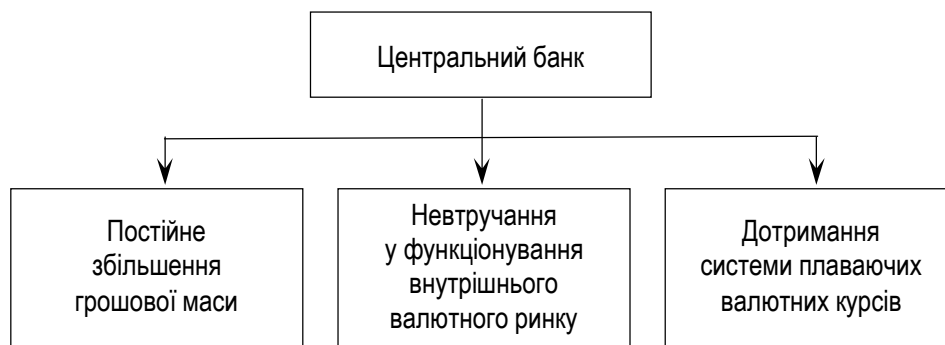 Центральний банк
Постійне
збільшення
грошової маси
Невтручання
у функціонування
внутрішнього
валютного ринку
Дотримання
системи плаваючих
валютних курсів